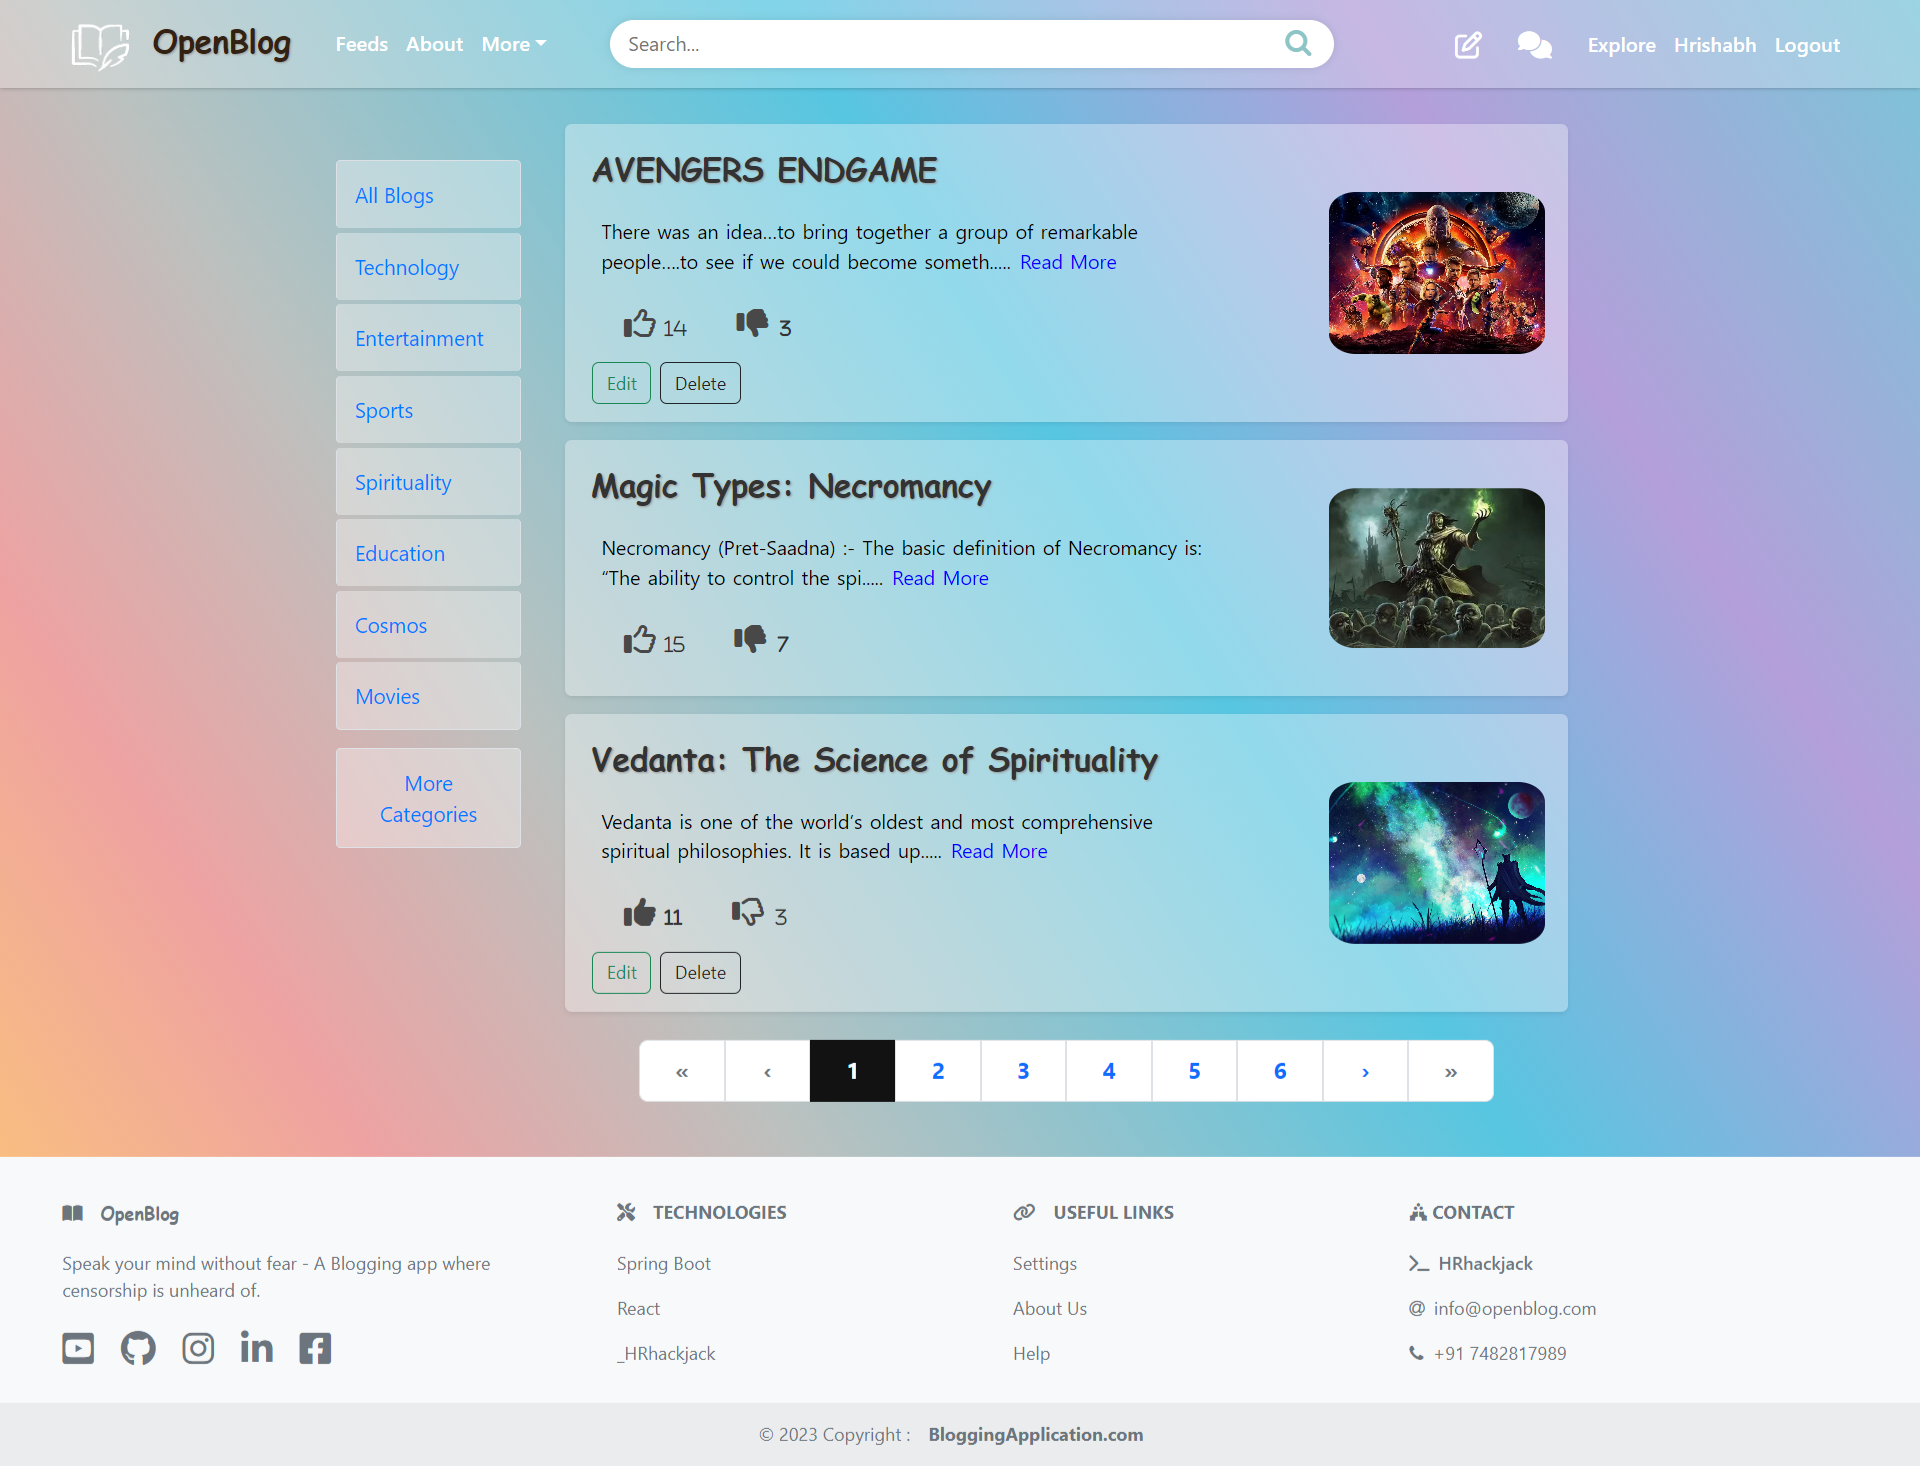 OpenBlog
Feeds About More
Search...
Explore Hrishabh Logout
All Blogs
Technology
Entertainment
Sports
Spirituality
Education
Cosmos
Movies
More
Categories
AVENGERS ENDGAME
There was an idea...to bring together a group of remarkable
people....to see if we could become someth..... Read More
14 3
Edit Delete
Magic Types: Necromancy
Necromancy (Pret-Saadna) :- The basic definition of Necromancy is:
“The ability to control the spi..... Read More
15 7
Vedanta: The Science of Spirituality
Vedanta is one of the world’s oldest and most comprehensive
spiritual philosophies. It is based up..... Read More
11 3
Edit Delete
« ‹ 1 2 3 4 5 6 › »
OpenBlog
Speak your mind without fear - A Blogging app where
censorship is unheard of.
TECHNOLOGIES
Spring Boot
React
_HRhackjack
USEFUL LINKS
Settings
About Us
Help
CONTACT
HRhackjack
@ info@openblog.com
+91 7482817989
© 2023 Copyright : BloggingApplication.com